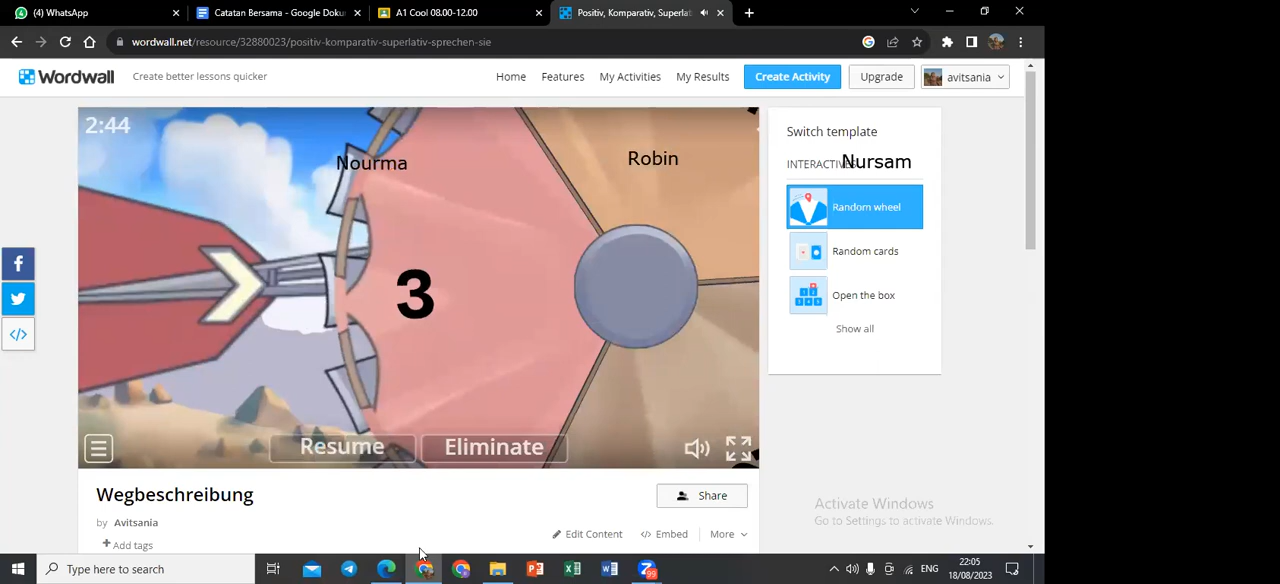 (4) WhatsApp
Catatan Bersama - Google Doku
A1 Cool 08.00-12.00
Positiv, Komparativ, Superlat
wordwall.net/resource/32880023/positiv-komparativ-superlativ-sprechen-sie
Wordwall
Create better lessons quicker
Home
Features
My Activities
My Results
Create Activity
Upgrade
avitsania
2:44
Nourma
Robin
3
Resume
Eliminate
Switch template
INTERACTIVES
Nursam
Random wheel
Random cards
Open the box
Show all
Wegbeschreibung
Share
by Avitsania
Edit Content
Embed
More
Add tags
Activate Windows
Go to Settings to activate Windows.
Type here to search
99
ENG
22:05
18/08/2023